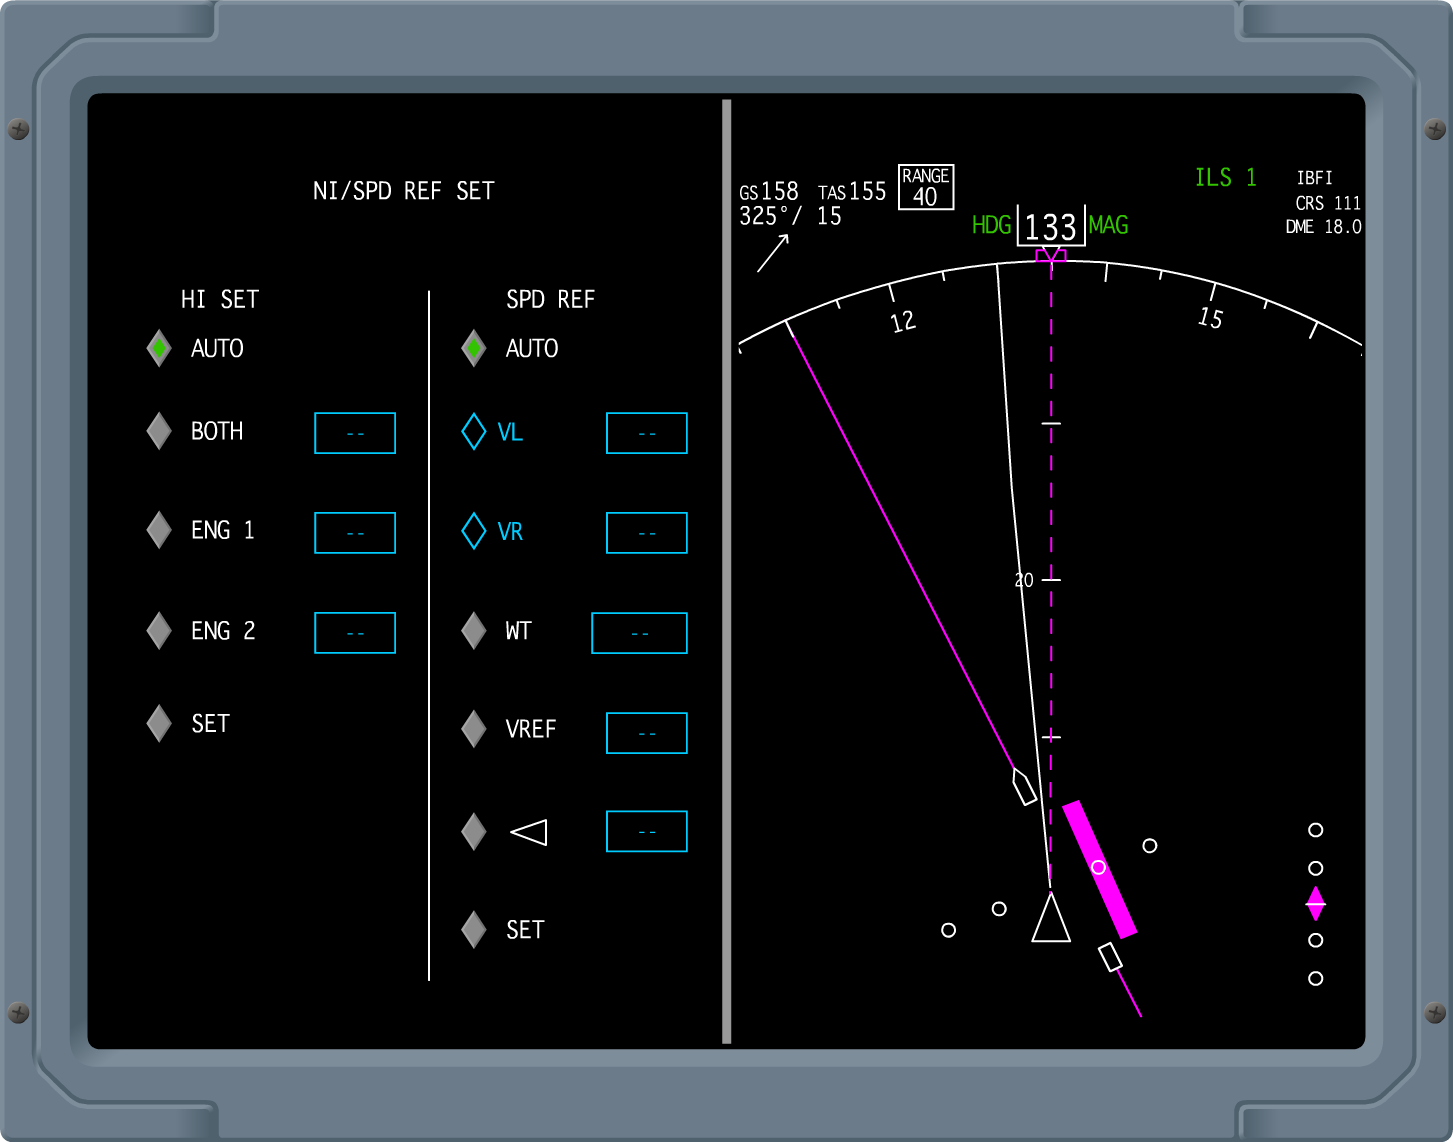 NI/SPD REF SET
HI SET
AUTO
BOTH --
ENG 1 --
ENG 2 --
SET
SPD REF
AUTO
VL --
VR --
WT --
VREF --
--
SET
GS158 TAS155
325°/ 15
RANGE
40
HDG 133 MAG
ILS 1
IBFI
CRS 111
DME 18.0
12
15
20